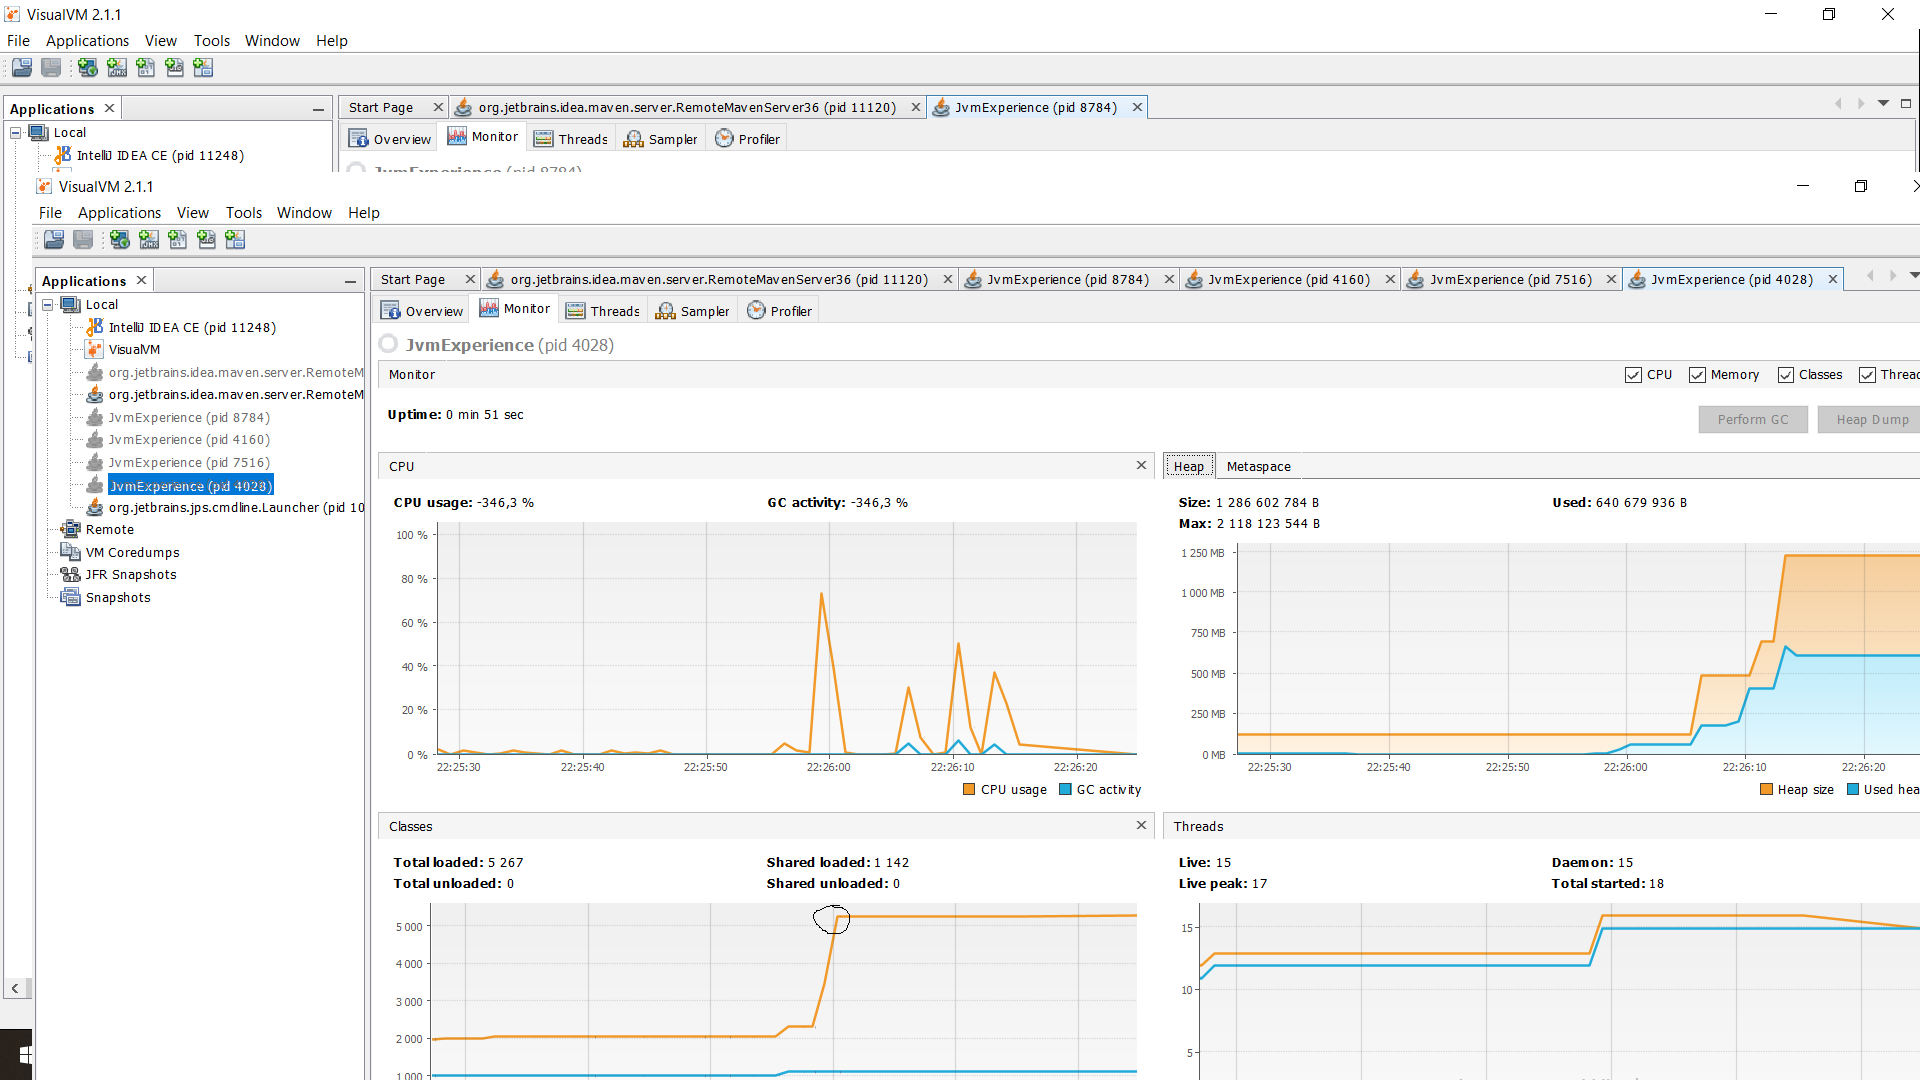 VisualVM 2.1.1
File Applications View Tools Window Help
Applications
Start Page org.jetbrains.idea.maven.server.RemoteMavenServer36 (pid 11120) JvmExperience (pid 8784)
Local
Overview Monitor Threads Sampler Profiler
IntelliJ IDEA CE (pid 11248)
JvmExperience (pid 8784)
VisualVM 2.1.1
File Applications View Tools Window Help
Applications
Start Page org.jetbrains.idea.maven.server.RemoteMavenServer36 (pid 11120) JvmExperience (pid 8784) JvmExperience (pid 4160) JvmExperience (pid 7516) JvmExperience (pid 4028)
Local
IntelliJ IDEA CE (pid 11248)
VisualVM
org.jetbrains.idea.maven.server.RemoteM
org.jetbrains.idea.maven.server.RemoteM
JvmExperience (pid 8784)
JvmExperience (pid 4160)
JvmExperience (pid 7516)
JvmExperience (pid 4028)
org.jetbrains.jps.cmdline.Launcher (pid 10
Remote
VM Coredumps
JFR Snapshots
Snapshots
Overview Monitor Threads Sampler Profiler
JvmExperience (pid 4028)
Monitor
CPU Memory Classes Threac
Uptime: 0 min 51 sec
Perform GC Heap Dump
CPU
CPU usage: -346,3 % GC activity: -346,3 %
100 %
80 %
60 %
40 %
20 %
0 %
22:25:30 22:25:40 22:25:50 22:26:00 22:26:10 22:26:20
CPU usage GC activity
Heap Metaspace
Size: 1 286 602 784 B Used: 640 679 936 B
Max: 2 118 123 544 B
1 250 MB
1 000 MB
750 MB
500 MB
250 MB
0 MB
22:25:30 22:25:40 22:25:50 22:26:00 22:26:10 22:26:20
Heap size Used hea
Classes
Total loaded: 5 267 Shared loaded: 1 142
Total unloaded: 0 Shared unloaded: 0
5 000
4 000
3 000
2 000
1 000
Threads
Live: 15 Daemon: 15
Live peak: 17 Total started: 18
15
10
5